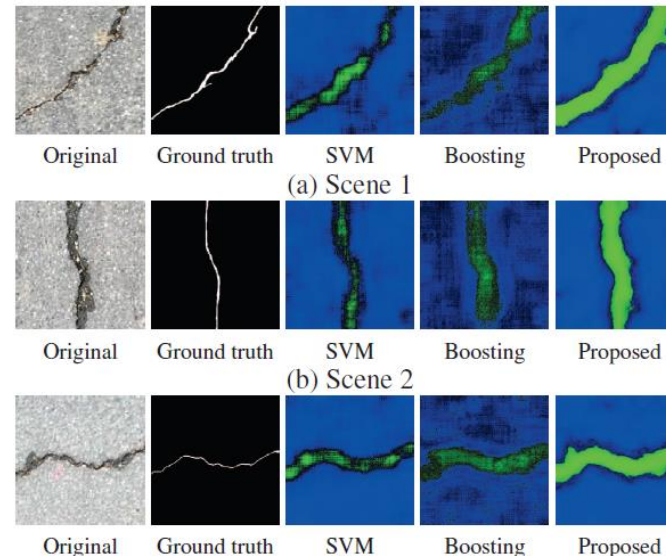 Original Ground truth SVM Boosting Proposed
(a) Scene 1
Original Ground truth SVM Boosting Proposed
(b) Scene 2
Original Ground truth SVM Boosting Proposed